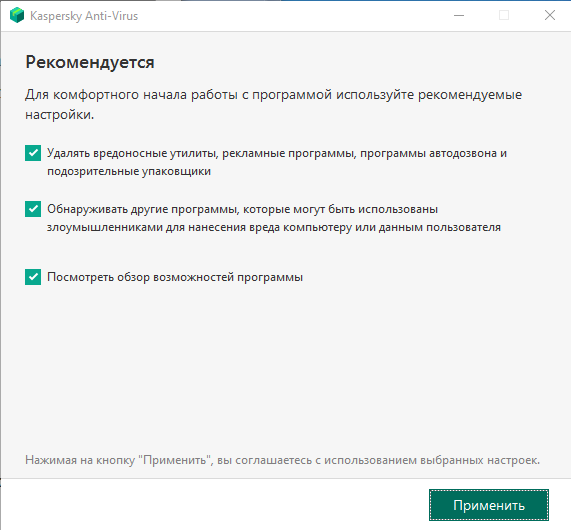 Kaspersky Anti-Virus
Рекомендуется
Для комфортного начала работы с программой используйте рекомендуемые
настройки.
Удалять вредоносные утилиты, рекламные программы, программы автодозвона и
подозрительные упаковщики
Обнаруживать другие программы, которые могут быть использованы
злоумышленниками для нанесения вреда компьютеру или данным пользователя
Посмотреть обзор возможностей программы
Нажимая на кнопку "Применить", вы соглашаетесь с использованием выбранных настроек.
Применить